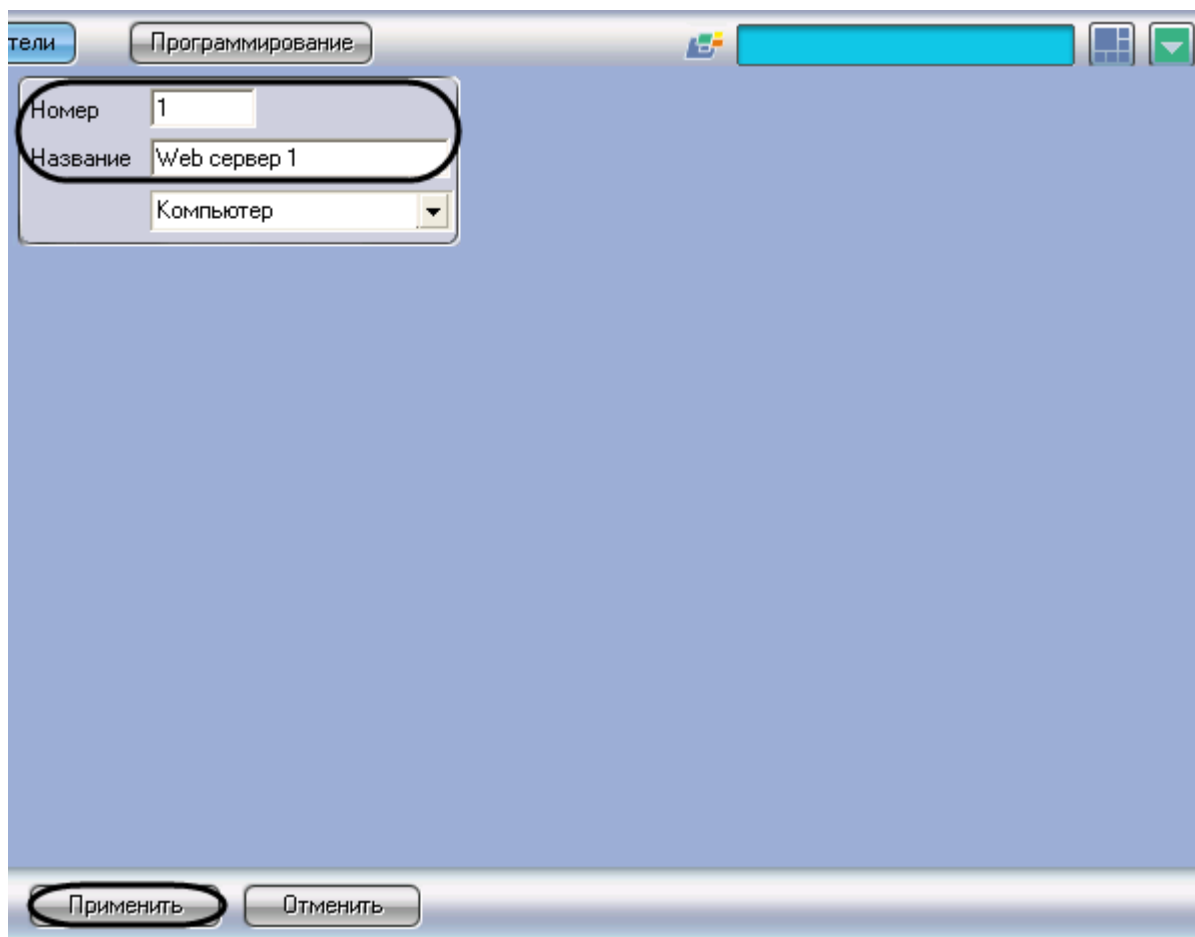 тели Программирование
Номер 1
Название Web сервер 1
Компьютер
Применить Отменить